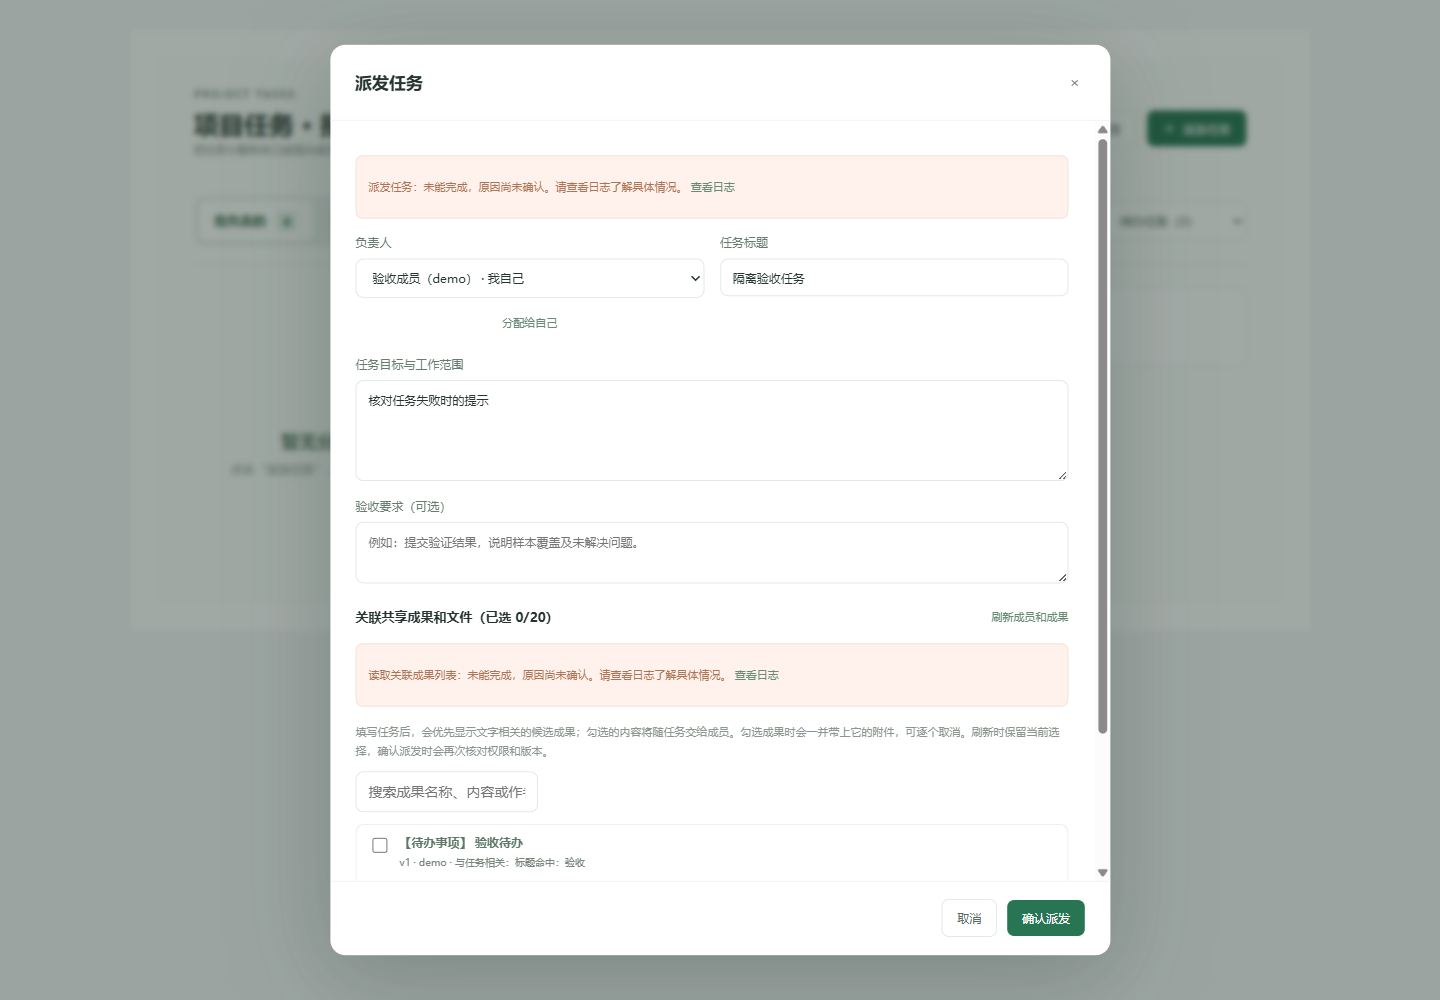 派发任务
×
PROJECT TASKS
项目任务 ·
派发任务：未能完成，原因尚未确认。请查看日志了解具体情况。 查看日志
负责人
任务标题
验收成员（demo） · 我自己
隔离验收任务
分配给自己
任务目标与工作范围
核对任务失败时的提示
验收要求（可选）
例如：提交验证结果，说明样本覆盖及未解决问题。
关联共享成果和文件（已选 0/20）
刷新成员和成果
读取关联成果列表：未能完成，原因尚未确认。请查看日志了解具体情况。 查看日志
填写任务后，会优先显示文字相关的候选成果；勾选的内容将随任务交给成员。勾选成果时会一并带上它的附件，可逐个取消。刷新时保留当前选
择，确认派发时会再次核对权限和版本。
搜索成果名称、内容或作
【待办事项】 验收待办
v1 · demo · 与任务相关：标题命中：验收
取消
确认派发